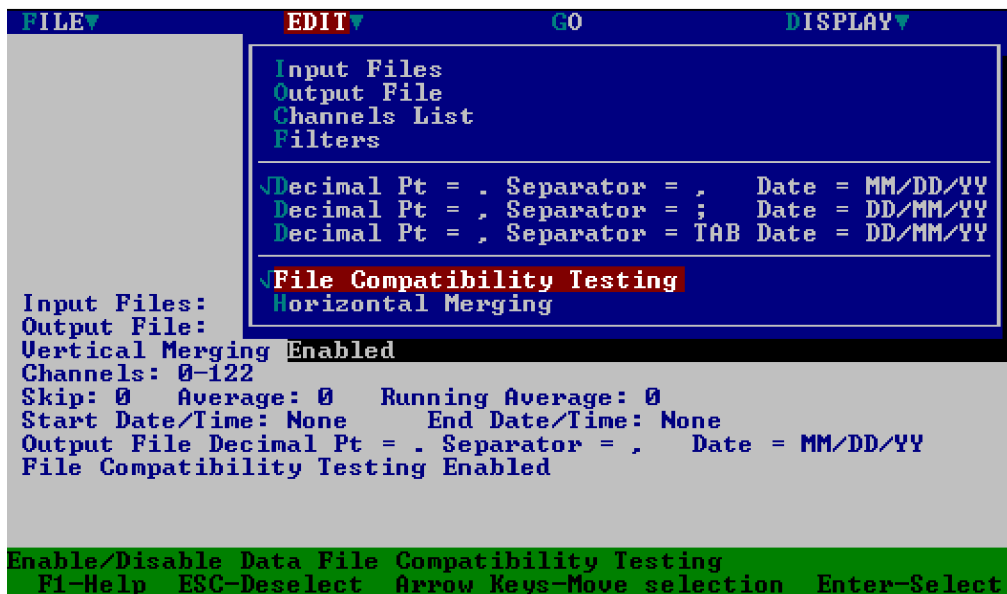 FILE▼ EDIT▼ GO DISPLAY▼
Input Files
Output File
Channels List
Filters
√Decimal Pt = . Separator = , Date = MM/DD/YY
Decimal Pt = , Separator = ; Date = DD/MM/YY
Decimal Pt = , Separator = TAB Date = DD/MM/YY
√File Compatibility Testing
Horizontal Merging
Input Files:
Output File:
Vertical Merging Enabled
Channels: 0-122
Skip: 0 Average: 0 Running Average: 0
Start Date/Time: None End Date/Time: None
Output File Decimal Pt = . Separator = , Date = MM/DD/YY
File Compatibility Testing Enabled
Enable/Disable Data File Compatibility Testing
F1-Help ESC-Deselect Arrow Keys-Move selection Enter-Select